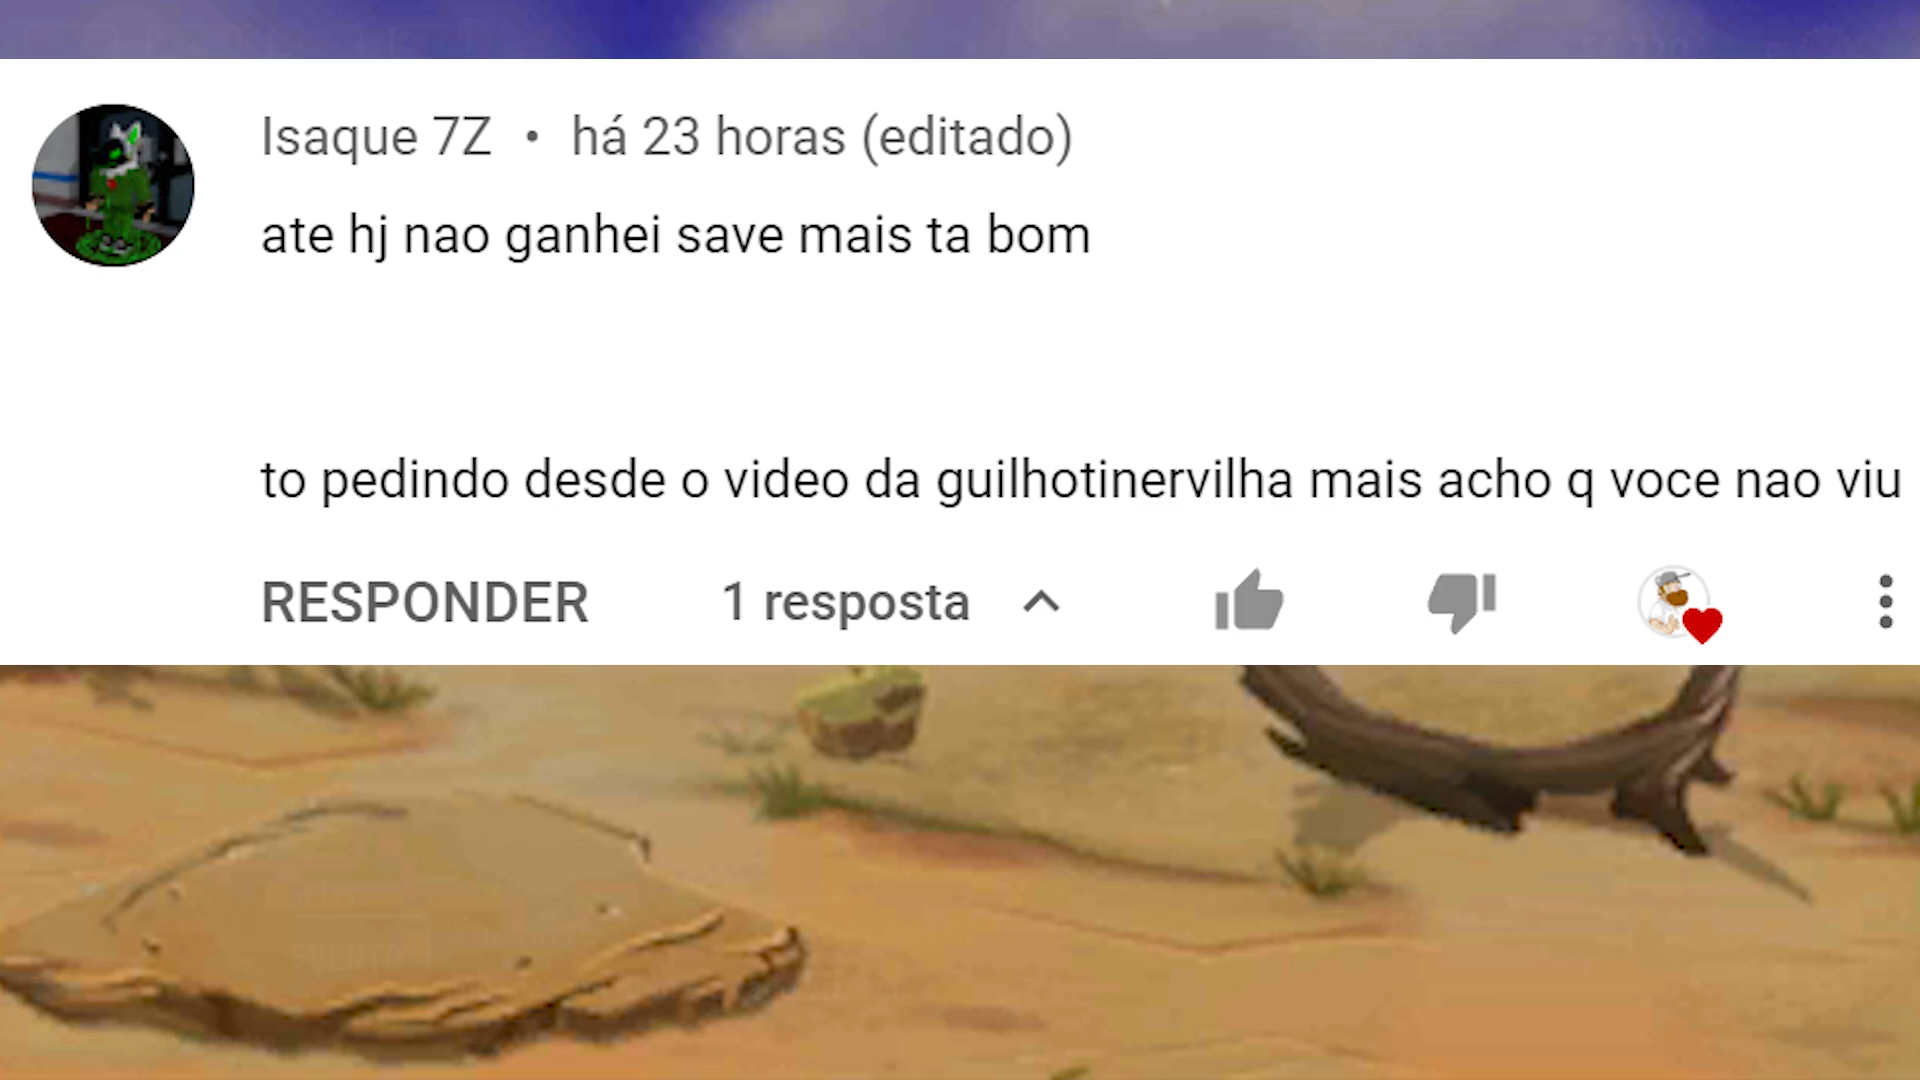 Isaque 7Z • há 23 horas (editado)
ate hj nao ganhei save mais ta bom
to pedindo desde o video da guilhotinervilha mais acho q voce nao viu
RESPONDER 1 resposta